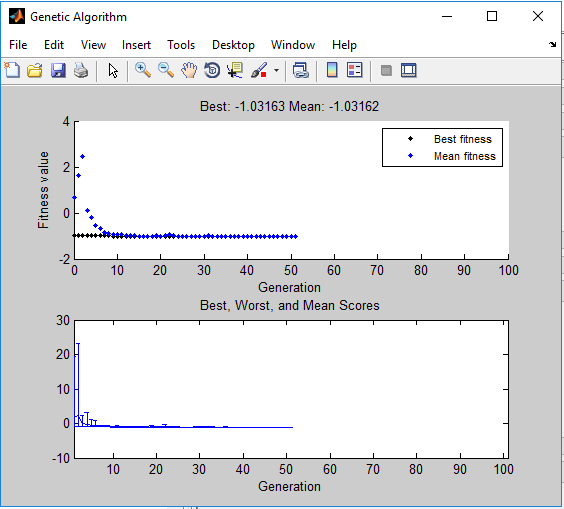 Genetic Algorithm
File Edit View Insert Tools Desktop Window Help
Best: -1.03163 Mean: -1.03162
4
2
0
-2
Fitness value
Best fitness
Mean fitness
0 10 20 30 40 50 60 70 80 90 100
Generation
Best, Worst, and Mean Scores
30
20
10
0
-10
10 20 30 40 50 60 70 80 90 100
Generation